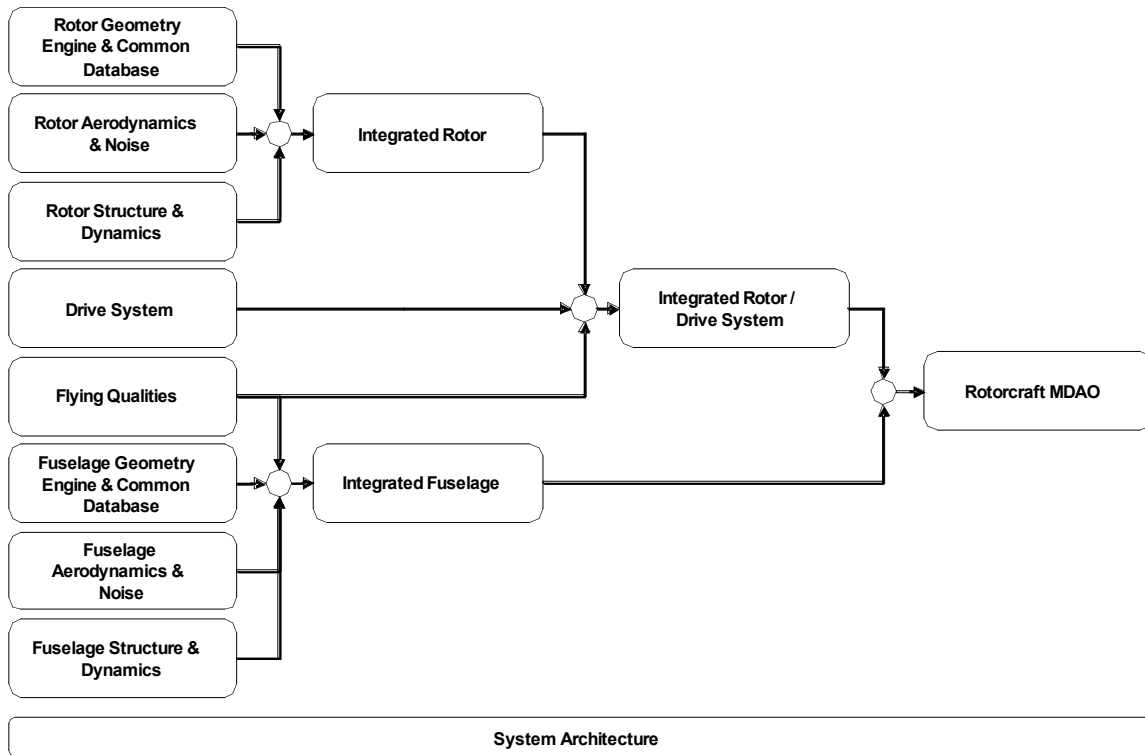 Rotor Geometry
Engine & Common
Database
Rotor Aerodynamics
& Noise
Integrated Rotor
Rotor Structure &
Dynamics
Drive System
Integrated Rotor /
Drive System
Flying Qualities
Rotorcraft MDAO
Fuselage Geometry
Engine & Common
Database
Integrated Fuselage
Fuselage
Aerodynamics &
Noise
Fuselage Structure &
Dynamics
System Architecture